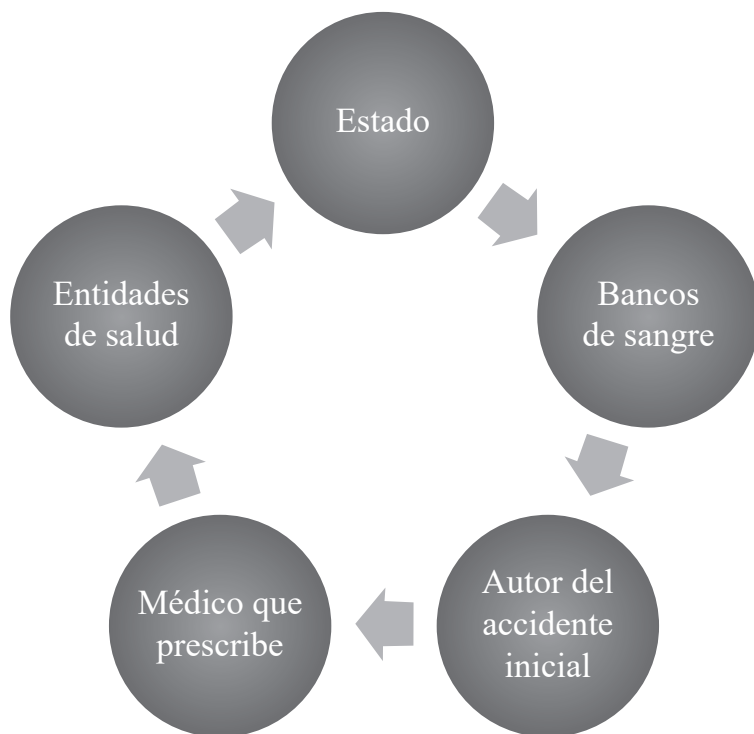 Estado
Bancos
de sangre
Autor del
accidente
inicial
Médico que
prescribe
Entidades
de salud